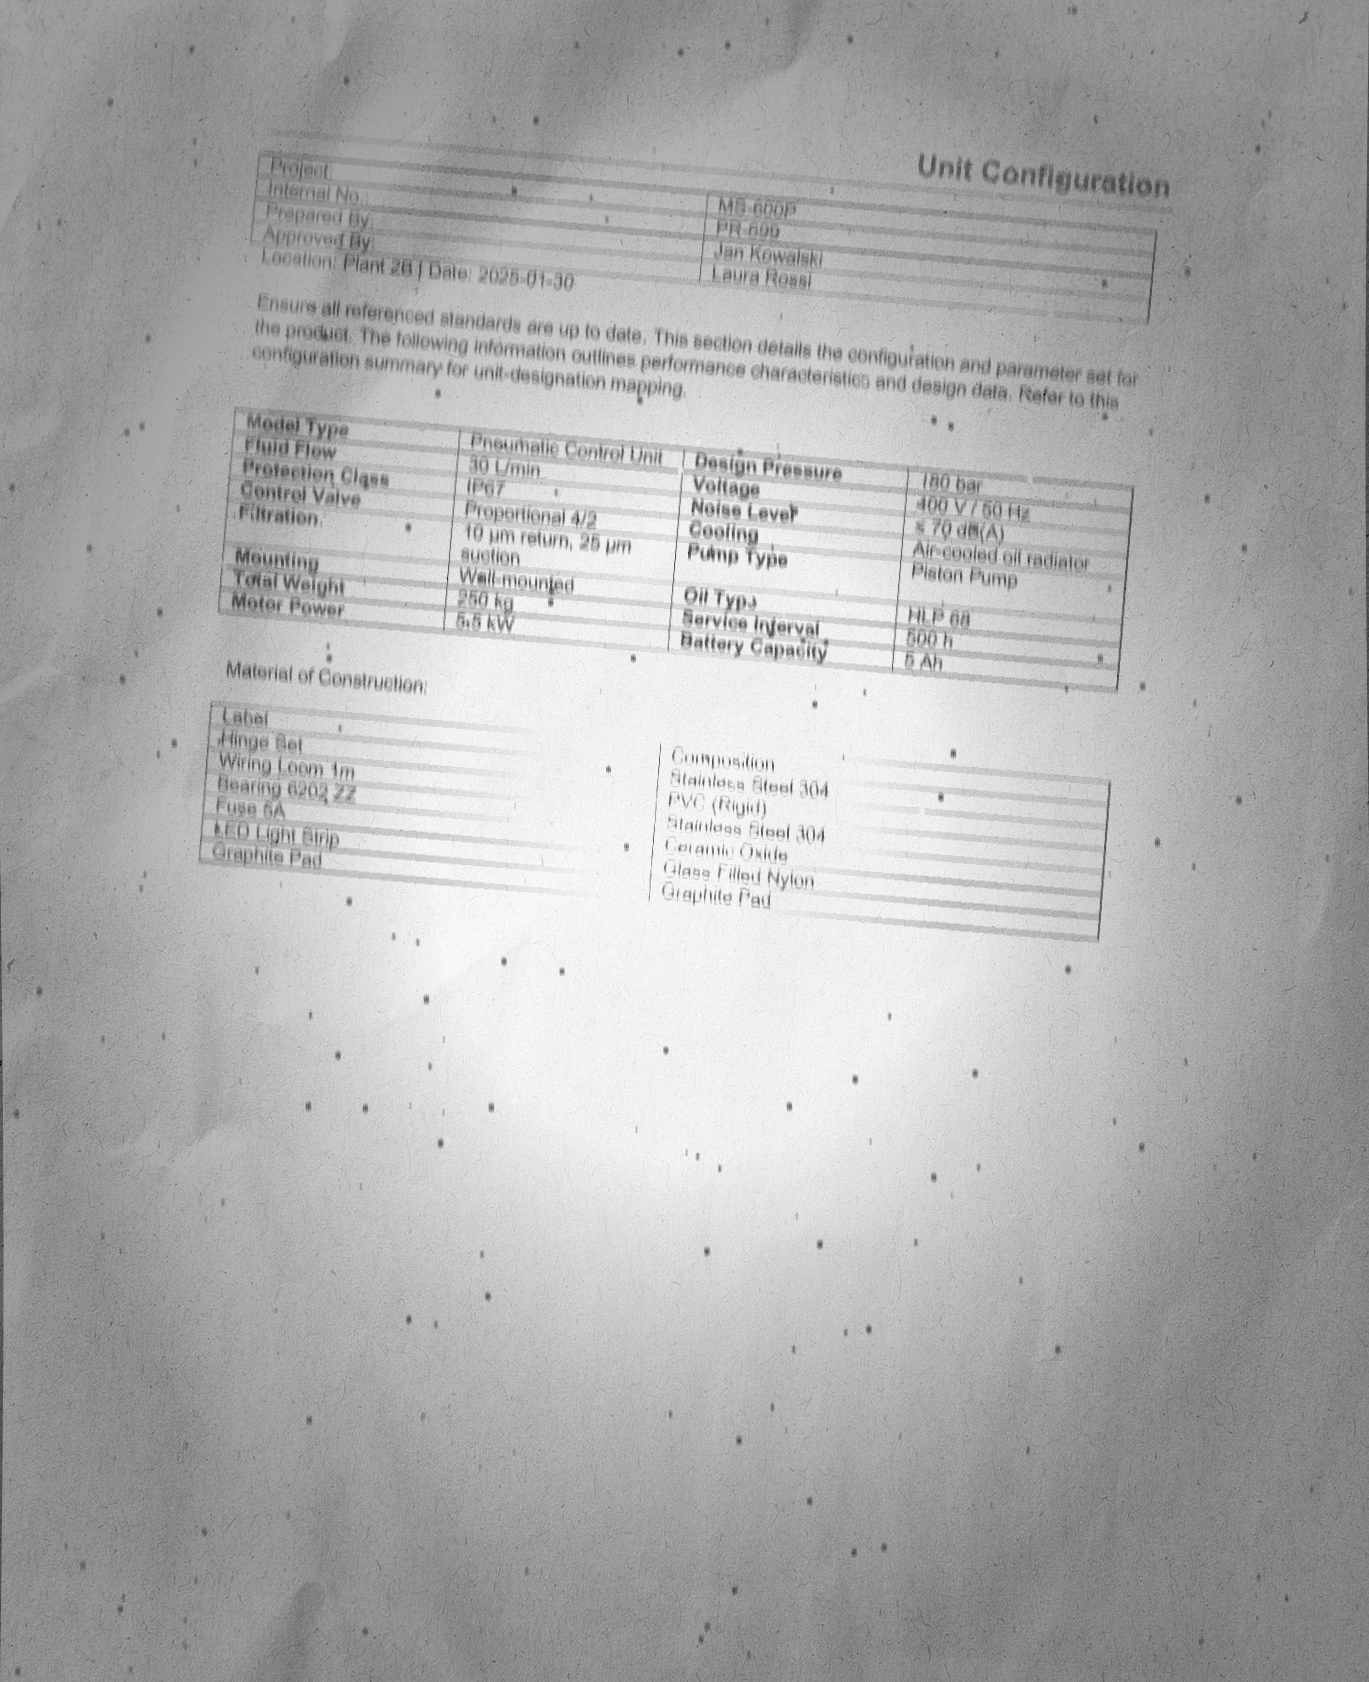 Unit Configuration
Project MS-600P
Internal No. PR-699
Prepared By: Jan Kowalski
Approved By: Laura Rossi
Location: Plant 2B | Date: 2025-01-30
Ensure all referenced standards are up to date. This section details the configuration and parameter set for
the product. The following information outlines performance characteristics and design data. Refer to this
configuration summary for unit-designation mapping.
Model Type Pneumatic Control Unit Design Pressure 180 bar
Fluid Flow 30 L/min Voltage 400 V / 50 Hz
Protection Class IP67 Noise Level ≤ 70 dB(A)
Control Valve Proportional 4/2 Cooling Air-cooled oil radiator
Filtration 10 µm return, 25 µm Pump Type Piston Pump
suction
Mounting Wall-mounted Oil Type HLP 68
Total Weight 250 kg Service Interval 500 h
Motor Power 5.5 kW Battery Capacity 5 Ah
Material of Construction:
Label Composition
Hinge Set Stainless Steel 304
Wiring Loom 1m PVC (Rigid)
Bearing 6202 ZZ Stainless Steel 304
Fuse 5A Ceramic Oxide
LED Light Strip Glass Filled Nylon
Graphite Pad Graphite Pad